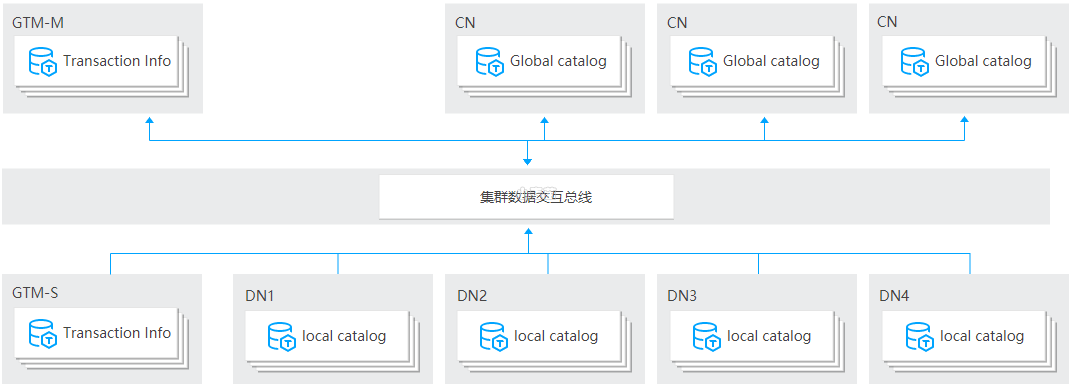 GTM-M
Transaction Info
CN
Global catalog
CN
Global catalog
CN
Global catalog
集群数据交互总线
GTM-S
Transaction Info
DN1
local catalog
DN2
local catalog
DN3
local catalog
DN4
local catalog